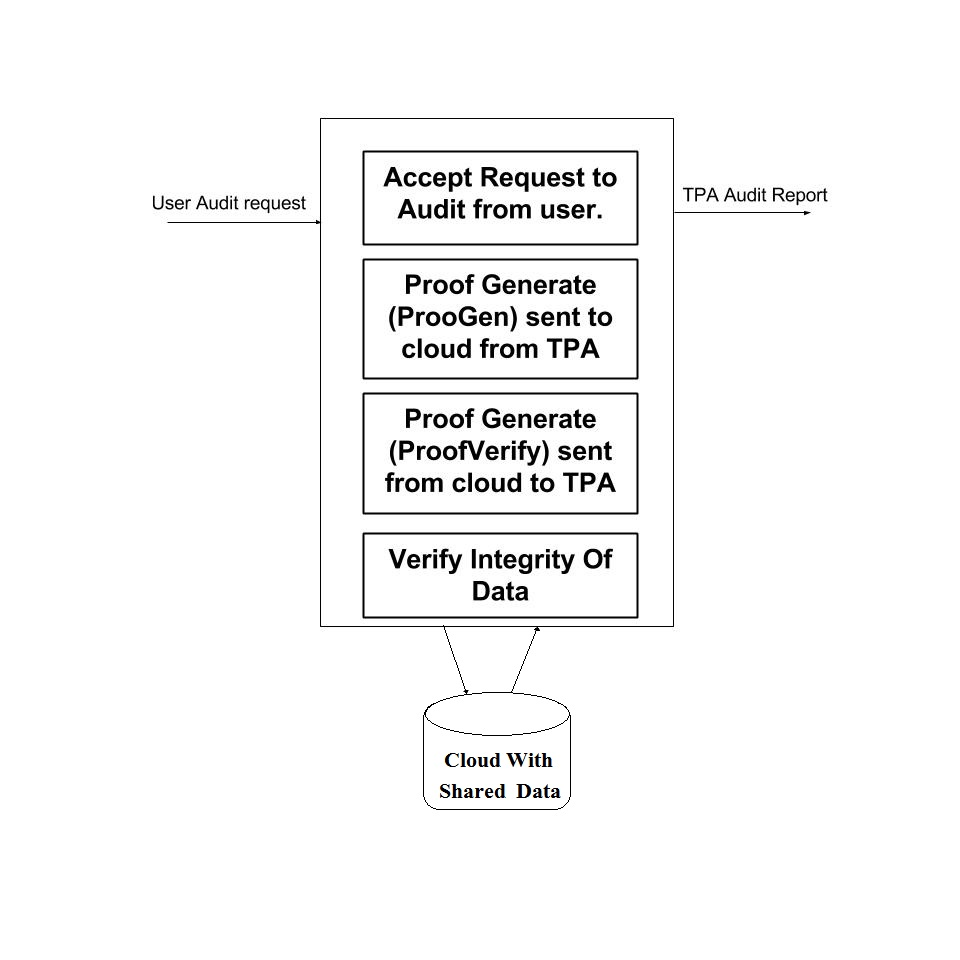 User Audit request
TPA Audit Report
Accept Request to
Audit from user.
Proof Generate
(ProoGen) sent to
cloud from TPA
Proof Generate
(ProofVerify) sent
from cloud to TPA
Verify Integrity Of
Data
Cloud With
Shared Data